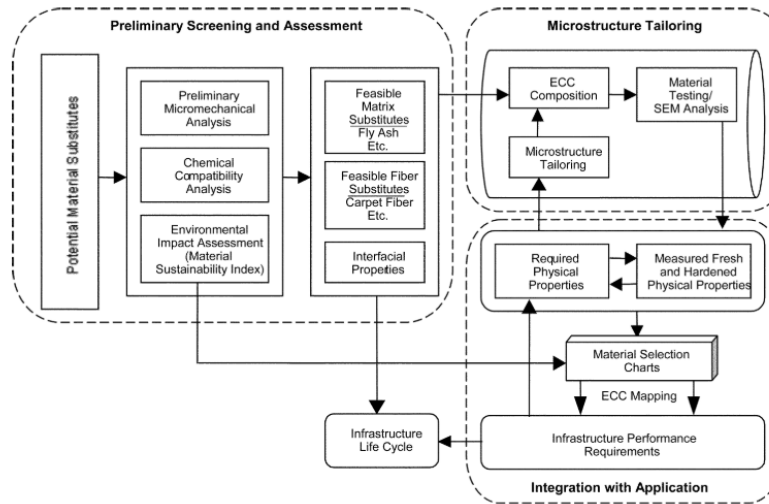 Preliminary Screening and Assessment
Potential Material Substitutes
Preliminary
Micromechanical
Analysis
Chemical
Compatibility
Analysis
Environmental
Impact Assessment
(Material
Sustainability Index)
Feasible
Matrix
Substitutes
Fly Ash
Etc.
Feasible Fiber
Substitutes
Carpet Fiber
Etc.
Interfacial
Properties
Microstructure Tailoring
ECC
Composition
Material
Testing/
SEM Analysis
Microstructure
Tailoring
Required
Physical
Properties
Measured Fresh
and Hardened
Physical Properties
Material Selection
Charts
ECC Mapping
Infrastructure
Life Cycle
Infrastructure Performance
Requirements
Integration with Application